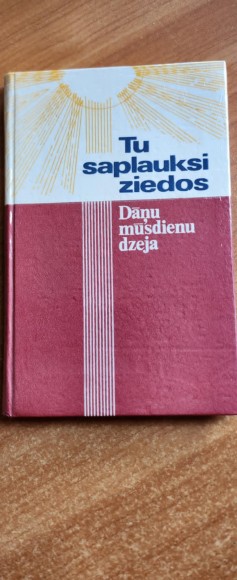 Tu
saplauksi
ziedos
Dāņu
mūsdienu
dzeja